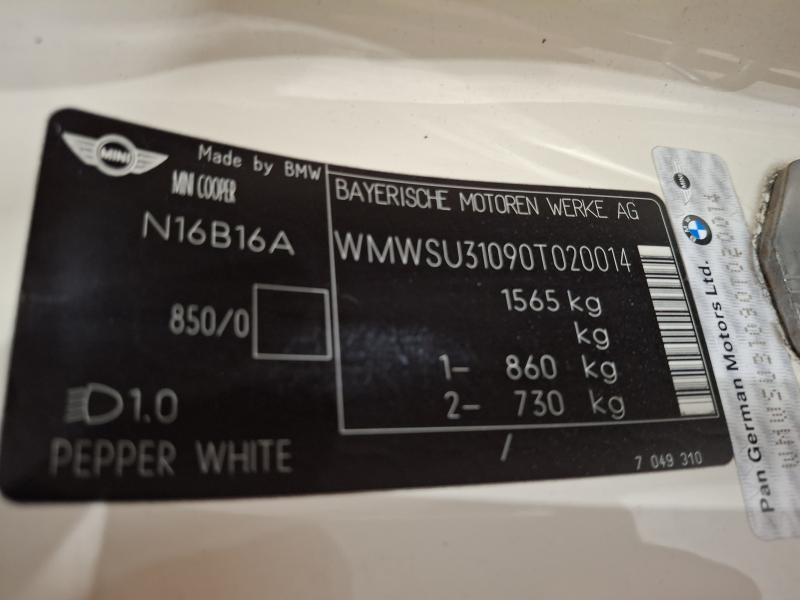 MINI
Made by BMW
MINI COOPER
N16B16A
850/0
1.0
PEPPER WHITE
BAYERISCHE MOTOREN WERKE AG
WMWSU31090T020014
1565 kg
kg
1- 860 kg
2- 730 kg
/
7 049 310
Pan German Motors Ltd.
WMWSU31090T020014